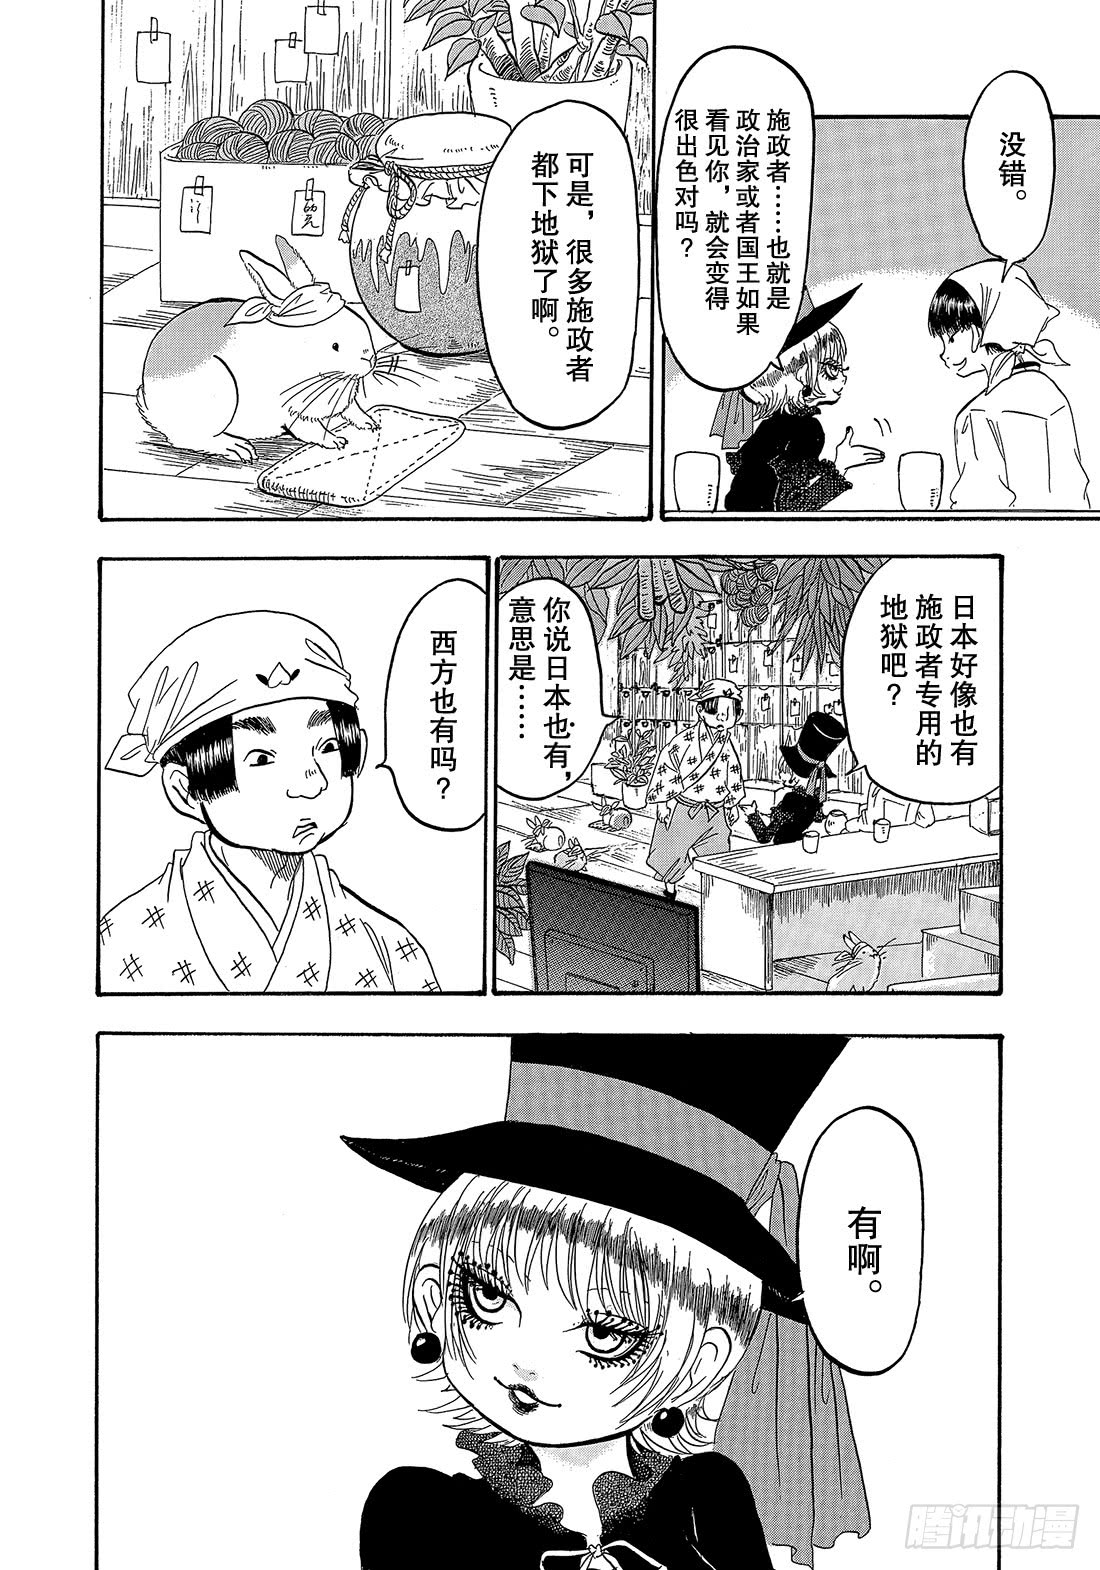 没错。
施政者……也就是
政治家或者国王如果
看见你，就会变得
很出色对吗？
可是，很多施政者
都下地狱了啊。
日本好像也有
施政者专用的
地狱吧？
你说日本也有，
意思是……
西方也有吗？
有啊。
腾讯动漫